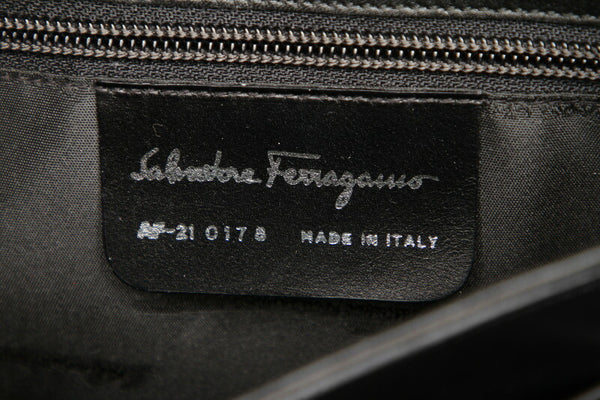 Salvatore Ferragamo
AF-21 0178 MADE IN ITALY